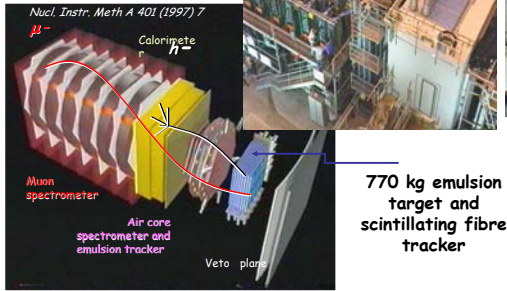 Nucl. Instr. Meth A 401 (1997) 7
μ-
Calorimete
r
h-
Muon
spectrometer
Air core
spectrometer and
emulsion tracker
Veto plane
770 kg emulsion
target and
scintillating fibre
tracker